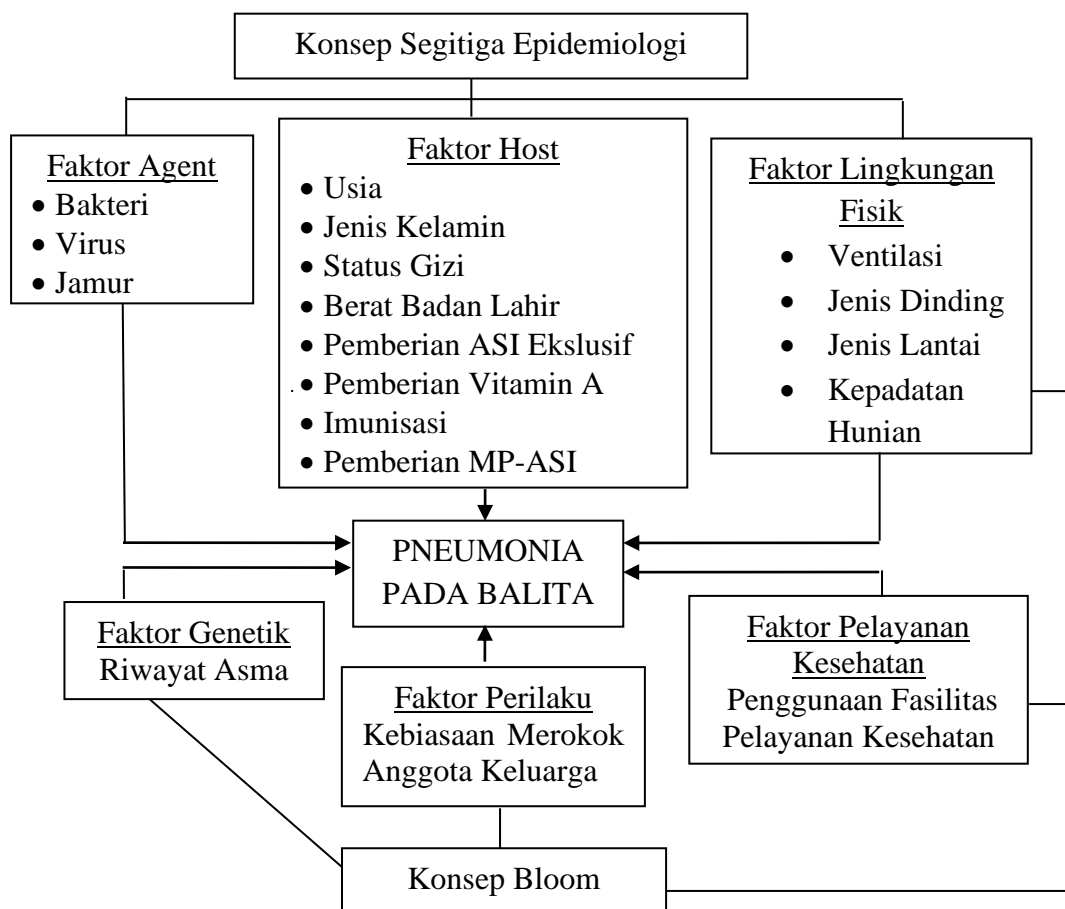 Konsep Segitiga Epidemiologi
Faktor Agent
• Bakteri
• Virus
• Jamur
Faktor Host
• Usia
• Jenis Kelamin
• Status Gizi
• Berat Badan Lahir
• Pemberian ASI Ekslusif
• Pemberian Vitamin A
• Imunisasi
• Pemberian MP-ASI
Faktor Lingkungan
Fisik
• Ventilasi
• Jenis Dinding
• Jenis Lantai
• Kepadatan
Hunian
PNEUMONIA
PADA BALITA
Faktor Genetik
Riwayat Asma
Faktor Perilaku
Kebiasaan Merokok
Anggota Keluarga
Faktor Pelayanan
Kesehatan
Penggunaan Fasilitas
Pelayanan Kesehatan
Konsep Bloom